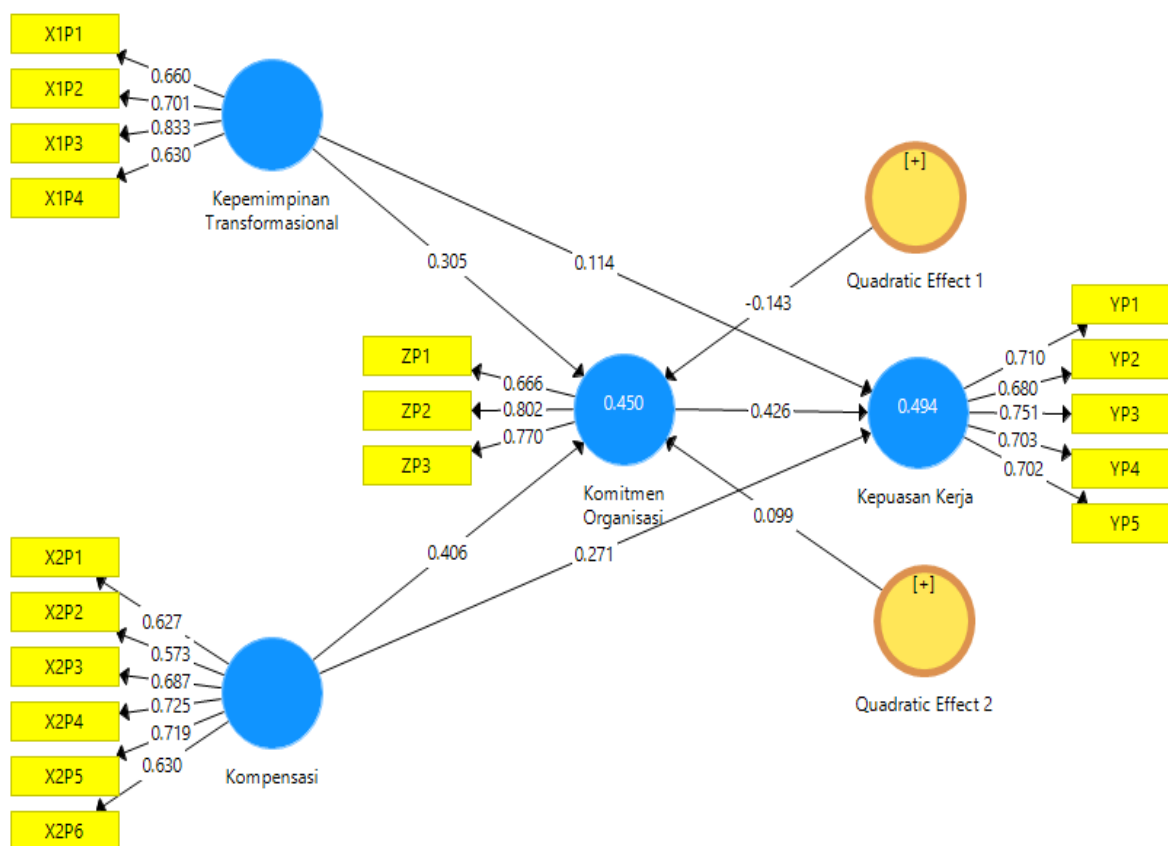 X1P1
X1P2
X1P3
X1P4
0.660
0.701
0.833
0.630
Kepemimpinan
Transformasional
[+]
Quadratic Effect 1
0.305
0.114
-0.143
ZP1
ZP2
ZP3
0.666
0.802
0.770
0.450
Komitmen
Organisasi
0.426
0.494
Kepuasan Kerja
0.710
0.680
0.751
0.703
0.702
YP1
YP2
YP3
YP4
YP5
0.406
0.271
0.099
[+]
Quadratic Effect 2
X2P1
X2P2
X2P3
X2P4
X2P5
X2P6
0.627
0.573
0.687
0.725
0.719
0.630
Kompensasi